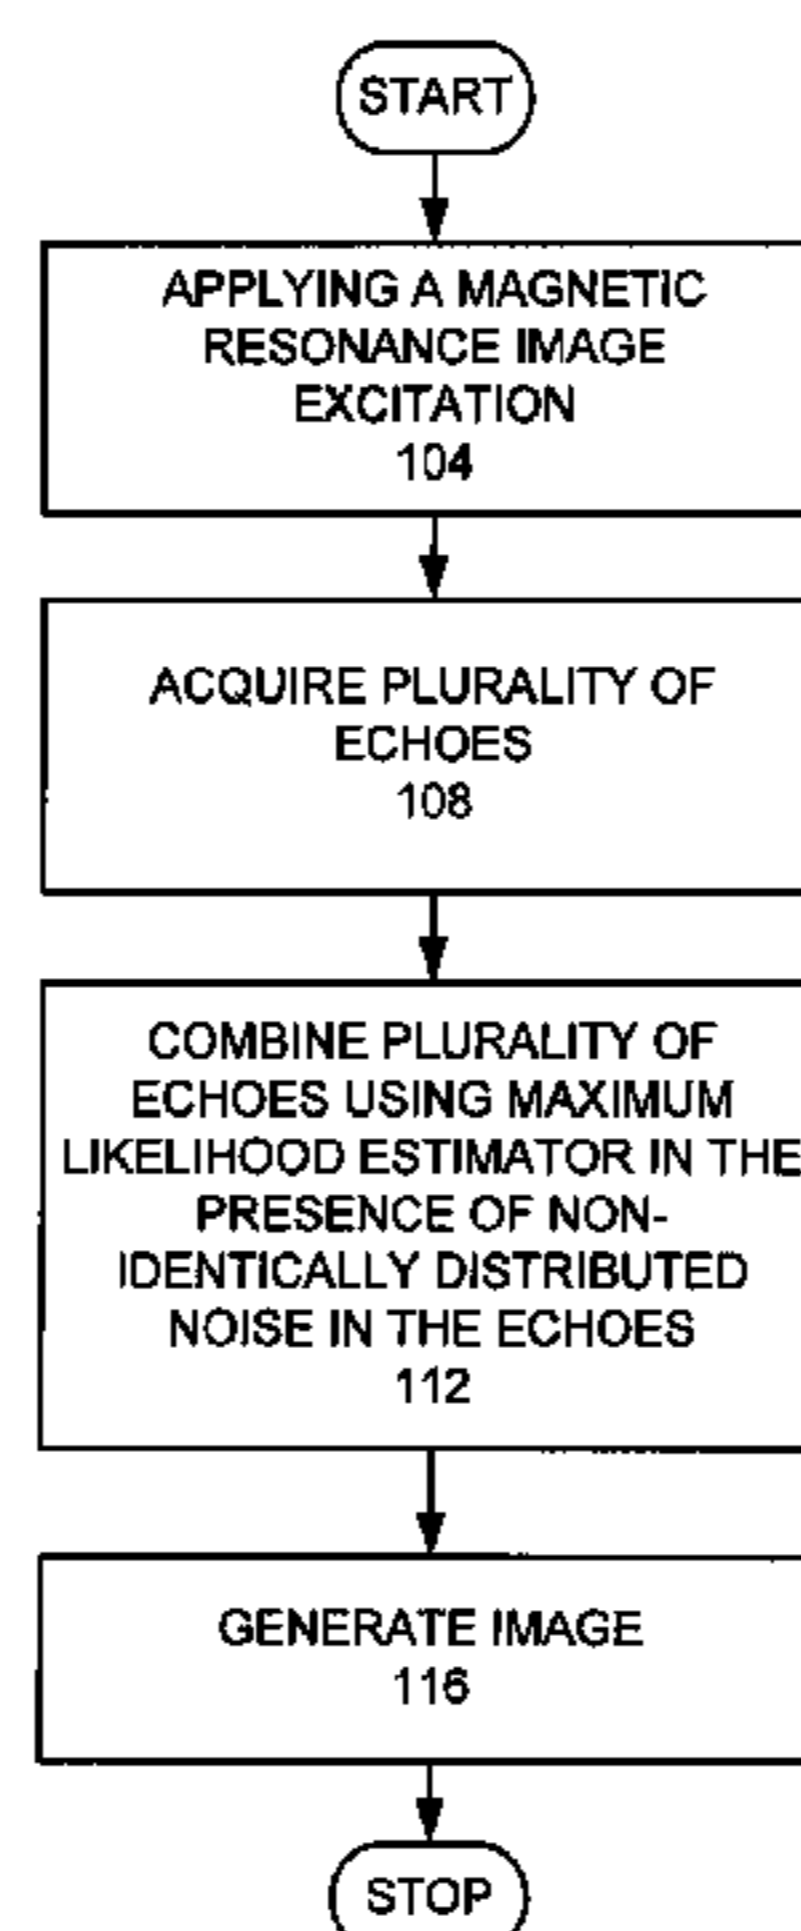 START
APPLYING A MAGNETIC
RESONANCE IMAGE
EXCITATION
104
ACQUIRE PLURALITY OF
ECHOES
108
COMBINE PLURALITY OF
ECHOES USING MAXIMUM
LIKELIHOOD ESTIMATOR IN THE
PRESENCE OF NON-
IDENTICALLY DISTRIBUTED
NOISE IN THE ECHOES
112
GENERATE IMAGE
116
STOP